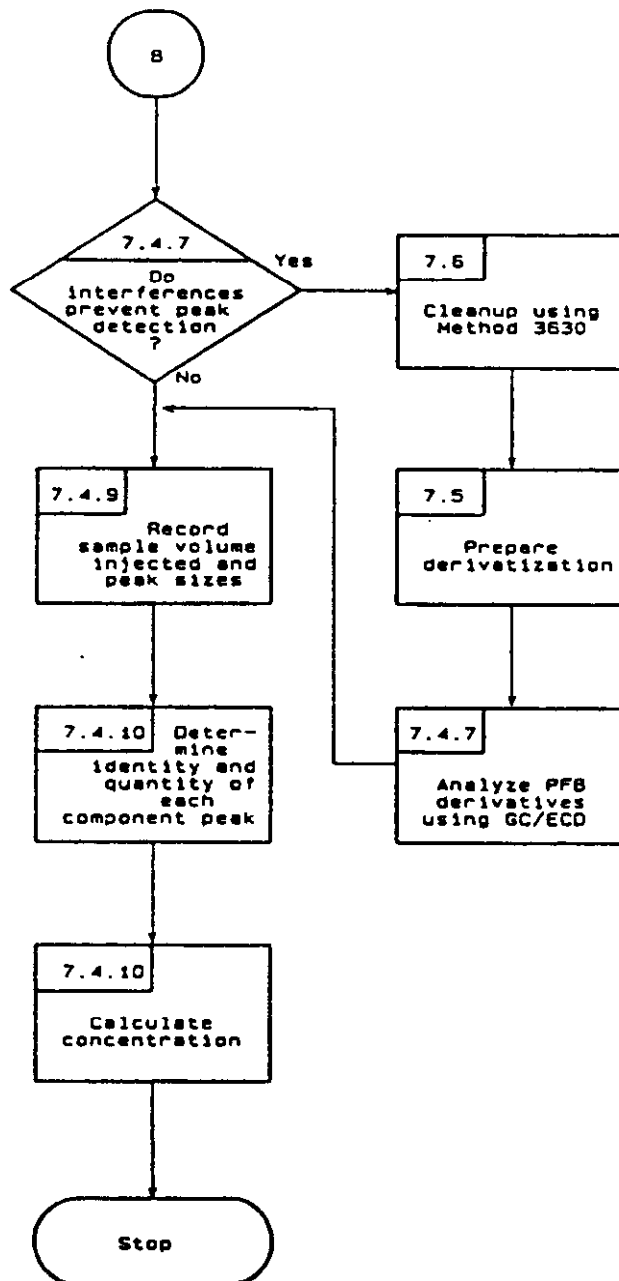 B
7.4.7
Do
interferences
prevent peak
detection
?
Yes
No
7.6
Cleanup using
Method 3630
7.5
Prepare
derivatization
7.4.7
Analyze PFB
derivatives
using GC/ECD
7.4.9
Record
sample volume
injected and
peak sizes
7.4.10 Deter-
mine
identity and
quantity of
each
component peak
7.4.10
Calculate
concentration
Stop